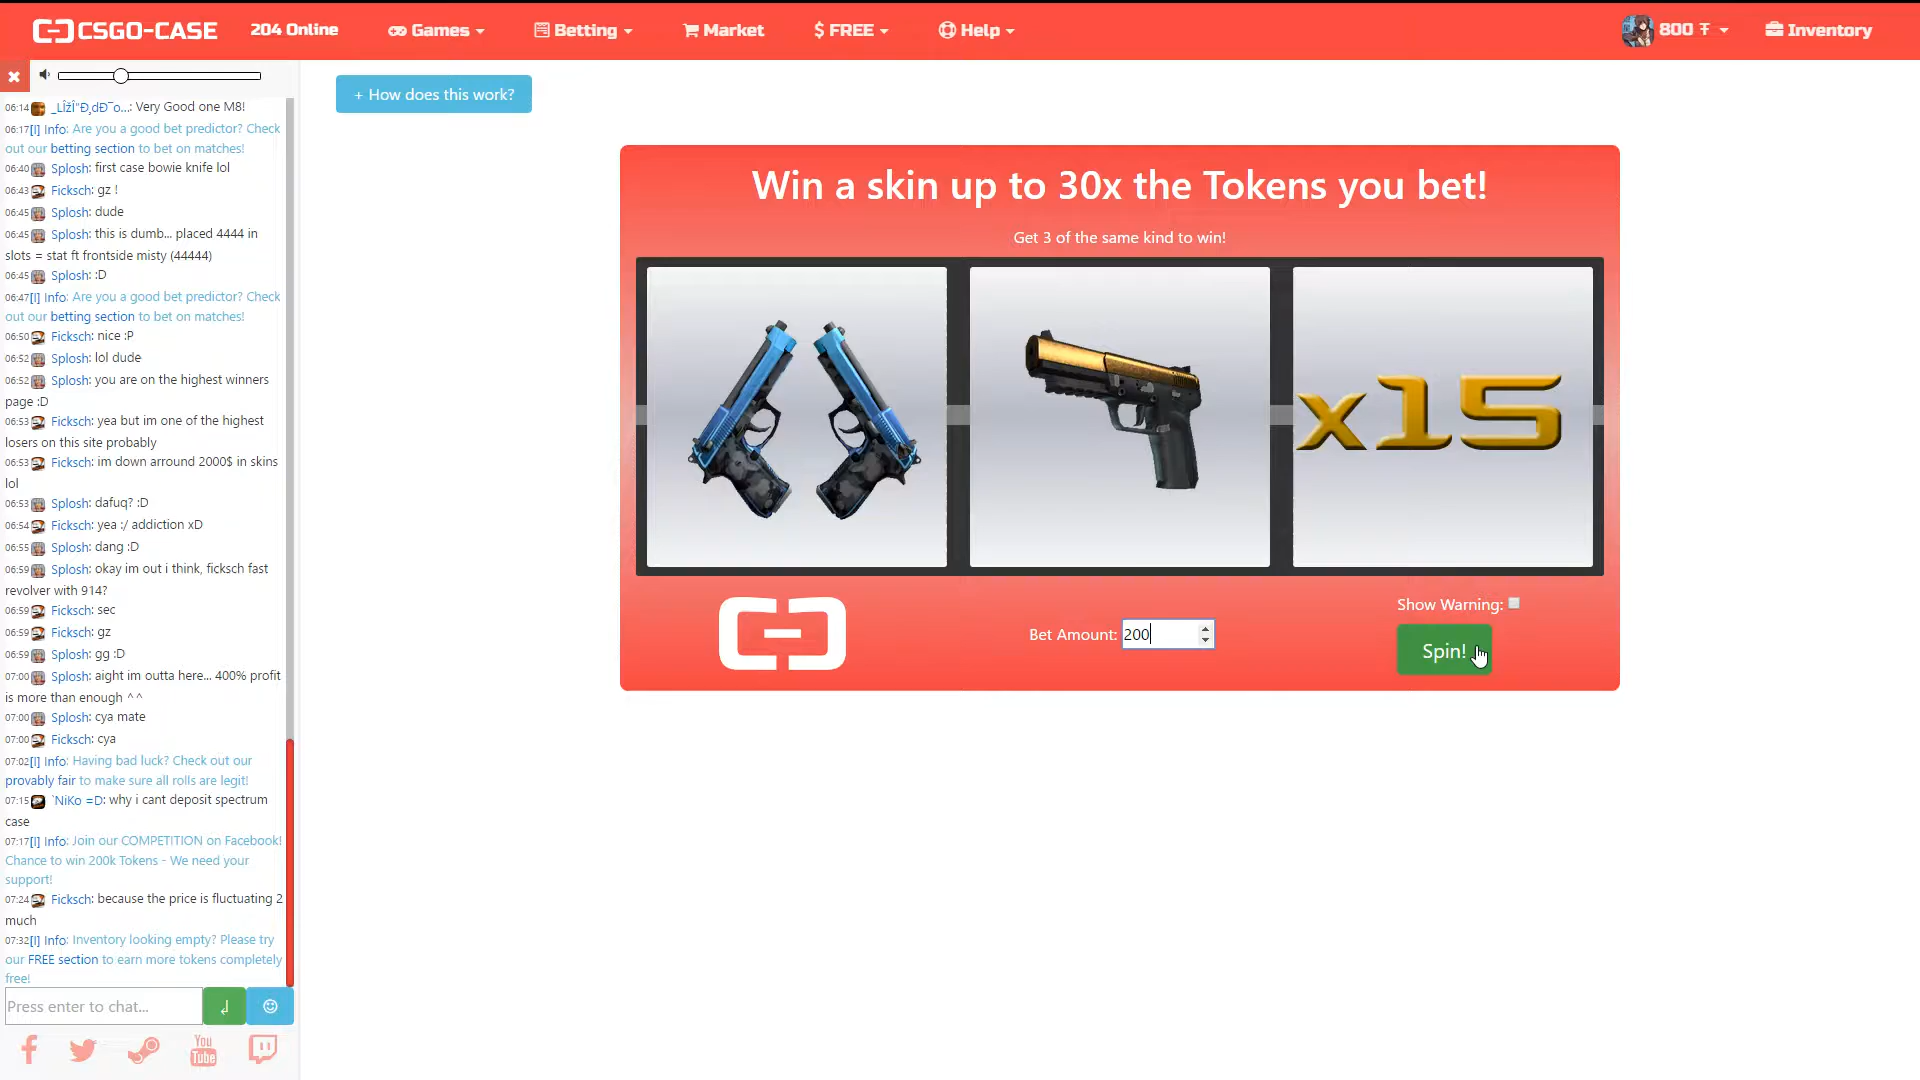 CSGO-CASE
204 Online
Games
Betting
Market
$ FREE
Help
800
Inventory
+ How does this work?
06:14 Very Good one M8!
06:17[I] Info: Are you a good bet predictor? Check
out our betting section to bet on matches!
06:40 Splosh: first case bowie knife lol
06:43 Ficksch: gz !
06:45 Splosh: dude
06:45 Splosh: this is dumb... placed 4444 in
slots = stat ft frontside misty (44444)
06:45 Splosh: :D
06:47[I] Info: Are you a good bet predictor? Check
out our betting section to bet on matches!
06:50 Ficksch: nice :P
06:52 Splosh: lol dude
06:52 Splosh: you are on the highest winners
page :D
06:53 Ficksch: yea but im one of the highest
losers on this site probably
06:53 Ficksch: im down arround 2000$ in skins
lol
06:53 Splosh: dafuq? :D
06:54 Ficksch: yea :/ addiction xD
06:55 Splosh: dang :D
06:59 Splosh: okay im out i think, ficksch fast
revolver with 914?
06:59 Ficksch: sec
06:59 Ficksch: gz
06:59 Splosh: gg :D
07:00 Splosh: aight im outta here... 400% profit
is more than enough ^^
07:00 Splosh: cya mate
07:00 Ficksch: cya
07:02[I] Info: Having bad luck? Check out our
provably fair to make sure all rolls are legit!
07:15 `NiKo =D: why i cant deposit spectrum
case
07:17[I] Info: Join our COMPETITION on Facebook!
Chance to win 200k Tokens - We need your
support!
07:24 Ficksch: because the price is fluctuating 2
much
07:32[I] Info: Inventory looking empty? Please try
our FREE section to earn more tokens completely
free!
Press enter to chat...
You
Tube
Win a skin up to 30x the Tokens you bet!
Get 3 of the same kind to win!
x15
Bet Amount: 200
Show Warning:
Spin!